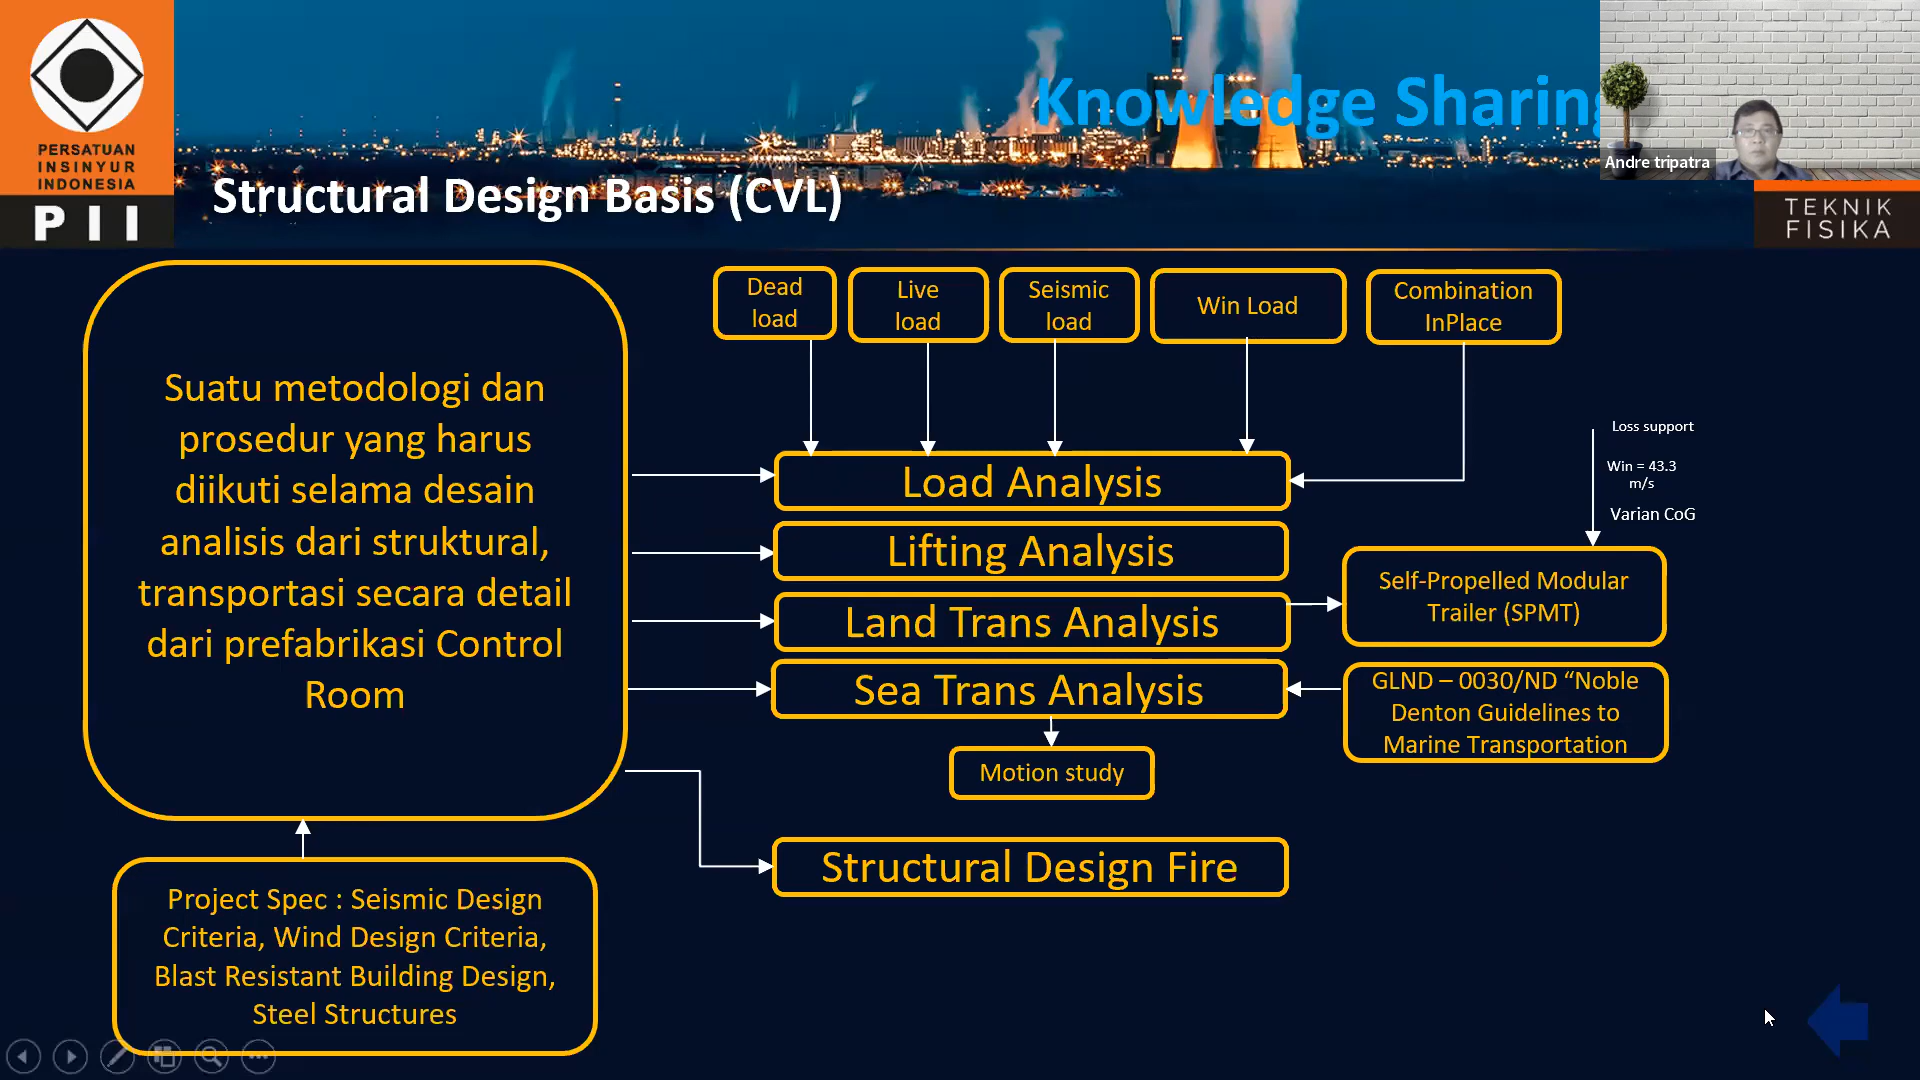 PERSATUAN
INSINYUR
INDONESIA
PII
Knowledge Sharing
Structural Design Basis (CVL)
Andre tripatra
TEKNIK
FISIKA
Suatu metodologi dan
prosedur yang harus
diikuti selama desain
analisis dari struktural,
transportasi secara detail
dari prefabrikasi Control
Room
Project Spec : Seismic Design
Criteria, Wind Design Criteria,
Blast Resistant Building Design,
Steel Structures
Dead
load
Live
load
Seismic
load
Win Load
Combination
InPlace
Load Analysis
Lifting Analysis
Land Trans Analysis
Sea Trans Analysis
Motion study
Structural Design Fire
Loss support
Win = 43.3
m/s
Varian CoG
Self-Propelled Modular
Trailer (SPMT)
GLND – 0030/ND “Noble
Denton Guidelines to
Marine Transportation